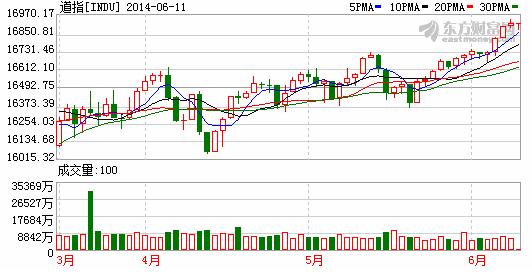 道指[INDU] 2014-06-11 5PMA 10PMA 20PMA 30PMA
16970.17
16850.81
16731.46
16612.10
16492.75
16373.39
16254.03
16134.68
16015.32
东方财富网
eastmoney.com
成交量:100
35369万
26527万
17684万
8842万
0
3月 4月 5月 6月